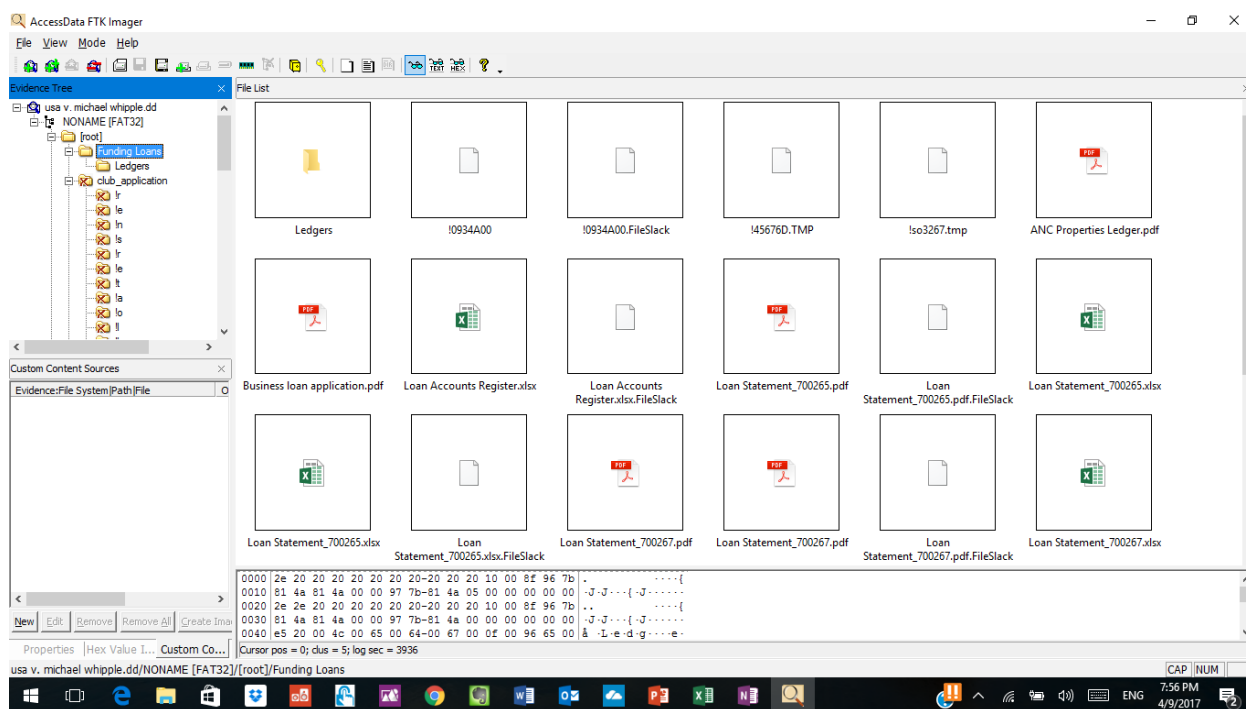 AccessData FTK Imager
File View Mode Help
Evidence Tree
File List
usa v. michael whipple.dd
NONAME [FAT32]
[root]
Funding Loans
Ledgers
club_application
!r
!e
!n
!s
!r
!e
!t
!a
!o
!l
Custom Content Sources
Evidence:File System|Path|File O
New Edit Remove Remove All Create Ima
Properties Hex Value I... Custom Co...
Ledgers
!0934A00
!0934A00.FileSlack
!45676D.TMP
!so3267.tmp
ANC Properties Ledger.pdf
Business loan application.pdf
Loan Accounts Register.xlsx
Loan Accounts
Register.xlsx.FileSlack
Loan Statement_700265.pdf
Loan
Statement_700265.pdf.FileSlack
Loan Statement_700265.xlsx
Loan Statement_700265.xlsx
Loan
Statement_700265.xlsx.FileSlack
Loan Statement_700267.pdf
Loan Statement_700267.pdf
Loan
Statement_700267.pdf.FileSlack
Loan Statement_700267.xlsx
0000 2e 20 20 20 20 20 20 20-20 20 20 10 00 8f 96 7b . ····{
0010 81 4a 81 4a 00 00 97 7b-81 4a 05 00 00 00 00 00 ·J·J···{·J······
0020 2e 2e 20 20 20 20 20 20-20 20 20 10 00 8f 96 7b .. ····{
0030 81 4a 81 4a 00 00 97 7b-81 4a 00 00 00 00 00 00 ·J·J···{·J······
0040 e5 20 00 4c 00 65 00 64-00 67 00 0f 00 96 65 00 å ·L·e·d·g····e·
Cursor pos = 0; clus = 5; log sec = 3936
usa v. michael whipple.dd/NONAME [FAT32]/[root]/Funding Loans
CAP NUM
ENG
7:56 PM
4/9/2017